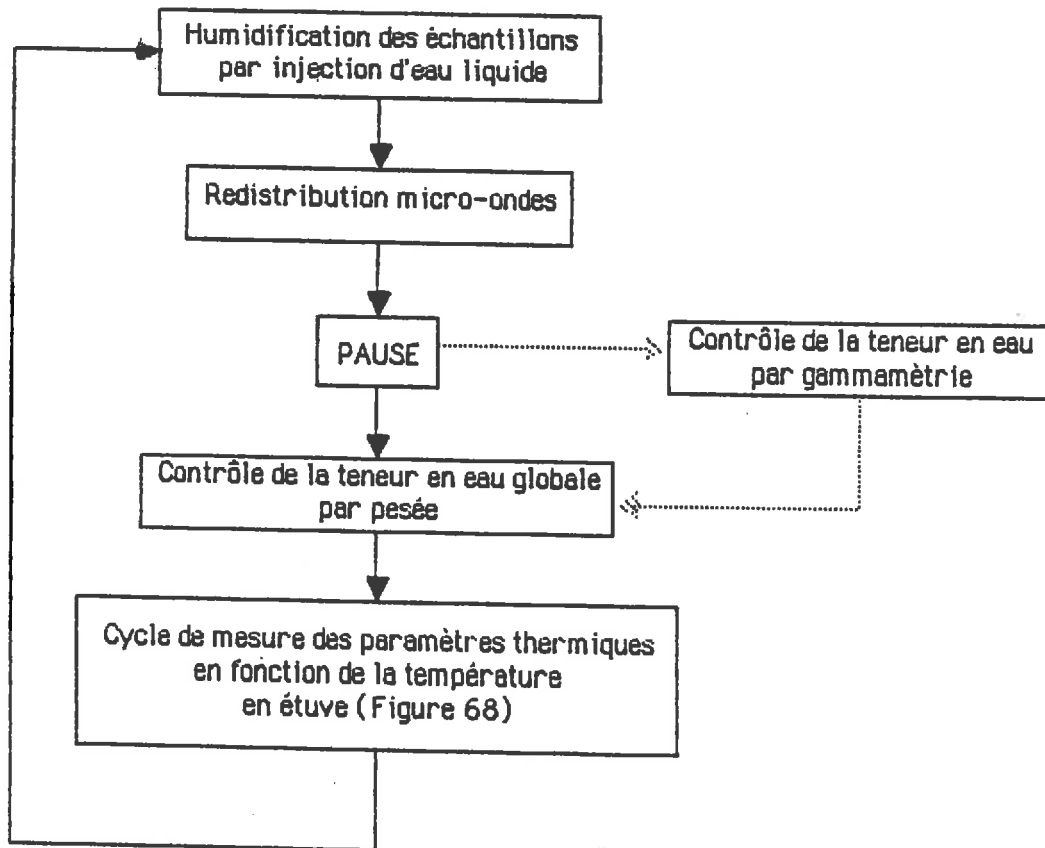 Humidification des échantillons
par injection d'eau liquide
Redistribution micro-ondes
PAUSE
Contrôle de la teneur en eau
par gammamètrie
Contrôle de la teneur en eau globale
par pesée
Cycle de mesure des paramètres thermiques
en fonction de la température
en étuve (Figure 68)